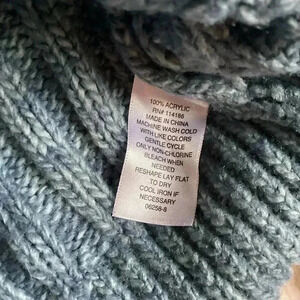 100% ACRYLIC
RN# 114186
MADE IN CHINA
MACHINE WASH COLD
WITH LIKE COLORS
GENTLE CYCLE
ONLY NON-CHLORINE
BLEACH WHEN
NEEDED
RESHAPE LAY FLAT
TO DRY
COOL IRON IF
NECESSARY
06258-8